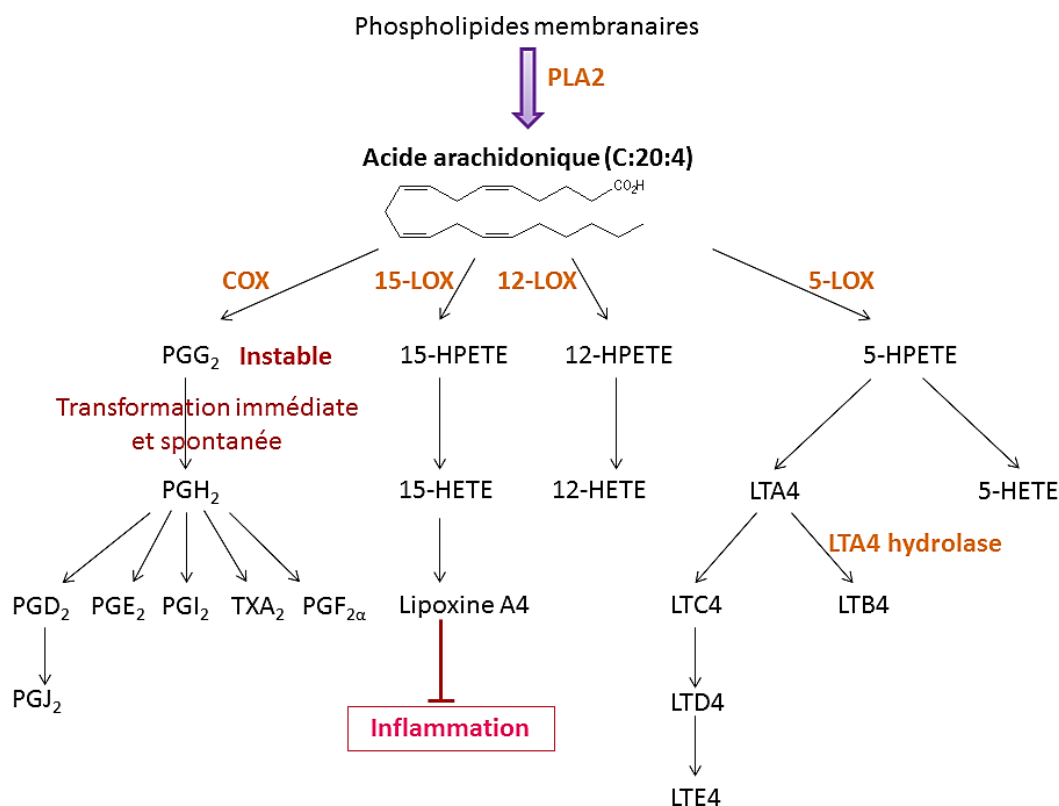 Phospholipides membranaires
PLA2
Acide arachidonique (C:20:4)
CO₂H
COX
15-LOX
12-LOX
5-LOX
PGG₂ Instable
15-HPETE
12-HPETE
5-HPETE
Transformation immédiate
et spontanée
PGH₂
15-HETE
12-HETE
LTA4
5-HETE
LTA4 hydrolase
PGD₂
PGE₂
PGI₂
TXA₂
PGF₂α
Lipoxine A4
LTC4
LTB4
PGJ₂
LTD4
Inflammation
LTE4